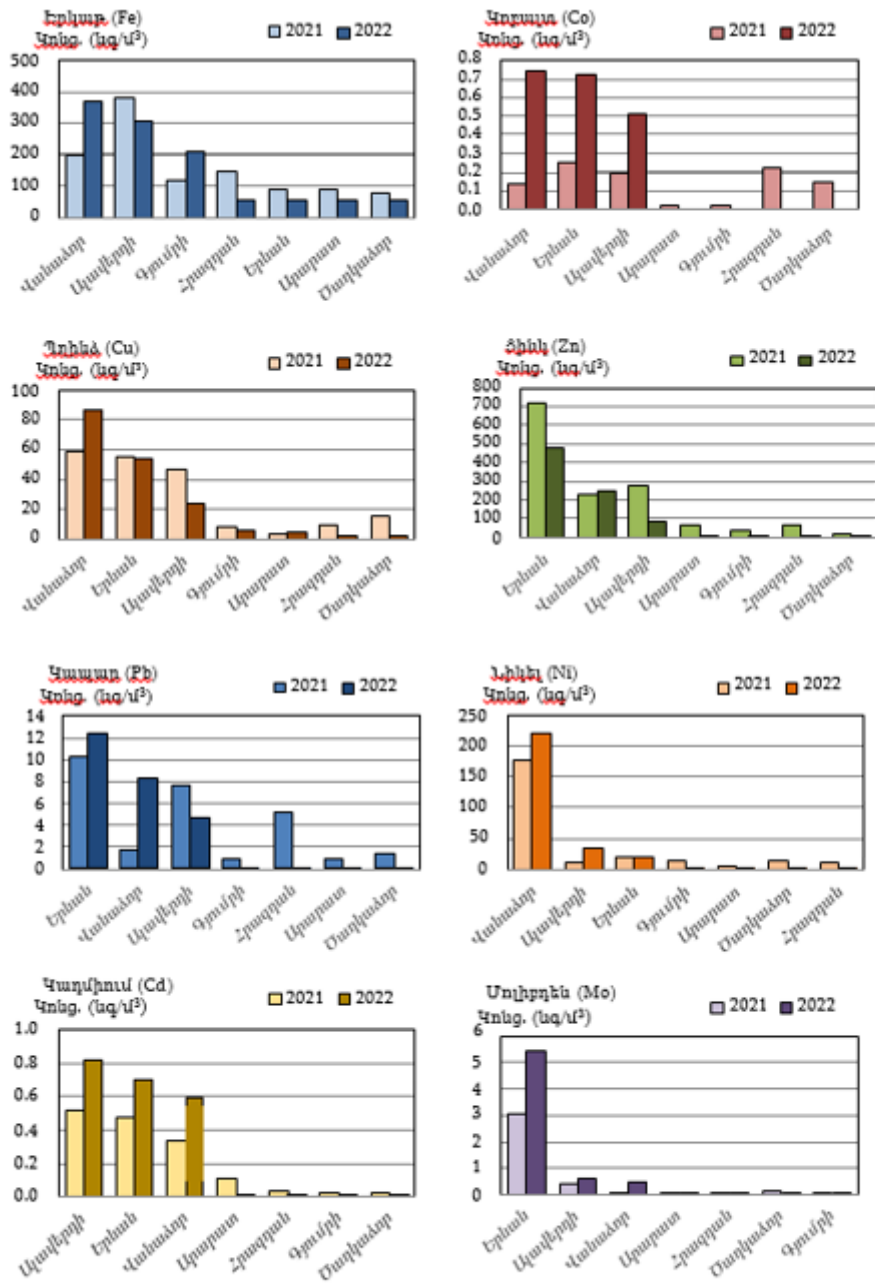 Երկաթ (Fe)
Կոնց. (նգ/մ³)
2021 2022
500
400
300
200
100
0
Վանաձոր Ալավերդի Գյումրի Հրազդան Երևան Արարատ Ծաղկաձոր
Կոբալտ (Co)
Կոնց. (նգ/մ³)
2021 2022
0.8
0.7
0.6
0.5
0.4
0.3
0.2
0.1
0.0
Վանաձոր Երևան Ալավերդի Արարատ Գյումրի Հրազդան Ծաղկաձոր
Պղինձ (Cu)
Կոնց. (նգ/մ³)
2021 2022
100
80
60
40
20
0
Վանաձոր Երևան Ալավերդի Գյումրի Արարատ Հրազդան Ծաղկաձոր
Ցինկ (Zn)
Կոնց. (նգ/մ³)
2021 2022
800
700
600
500
400
300
200
100
0
Երևան Վանաձոր Ալավերդի Արարատ Գյումրի Հրազդան Ծաղկաձոր
Կապար (Pb)
Կոնց. (նգ/մ³)
2021 2022
14
12
10
8
6
4
2
0
Երևան Վանաձոր Ալավերդի Գյումրի Հրազդան Արարատ Ծաղկաձոր
Նիկել (Ni)
Կոնց. (նգ/մ³)
2021 2022
250
200
150
100
50
0
Վանաձոր Ալավերդի Երևան Գյումրի Արարատ Ծաղկաձոր Հրազդան
Կադմիում (Cd)
Կոնց. (նգ/մ³)
2021 2022
1.0
0.8
0.6
0.4
0.2
0.0
Ալավերդի Երևան Վանաձոր Արարատ Հրազդան Գյումրի Ծաղկաձոր
Մոլիբդեն (Mo)
Կոնց. (նգ/մ³)
2021 2022
6
5
4
3
2
1
0
Երևան Ալավերդի Վանաձոր Արարատ Հրազդան Ծաղկաձոր Գյումրի